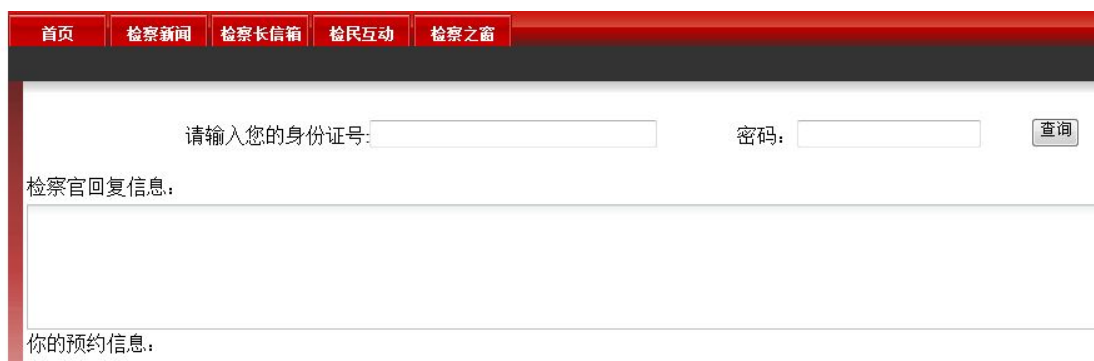 首页 检察新闻 检察长信箱 检民互动 检察之窗
请输入您的身份证号: 密码： 查询
检察官回复信息：
你的预约信息：